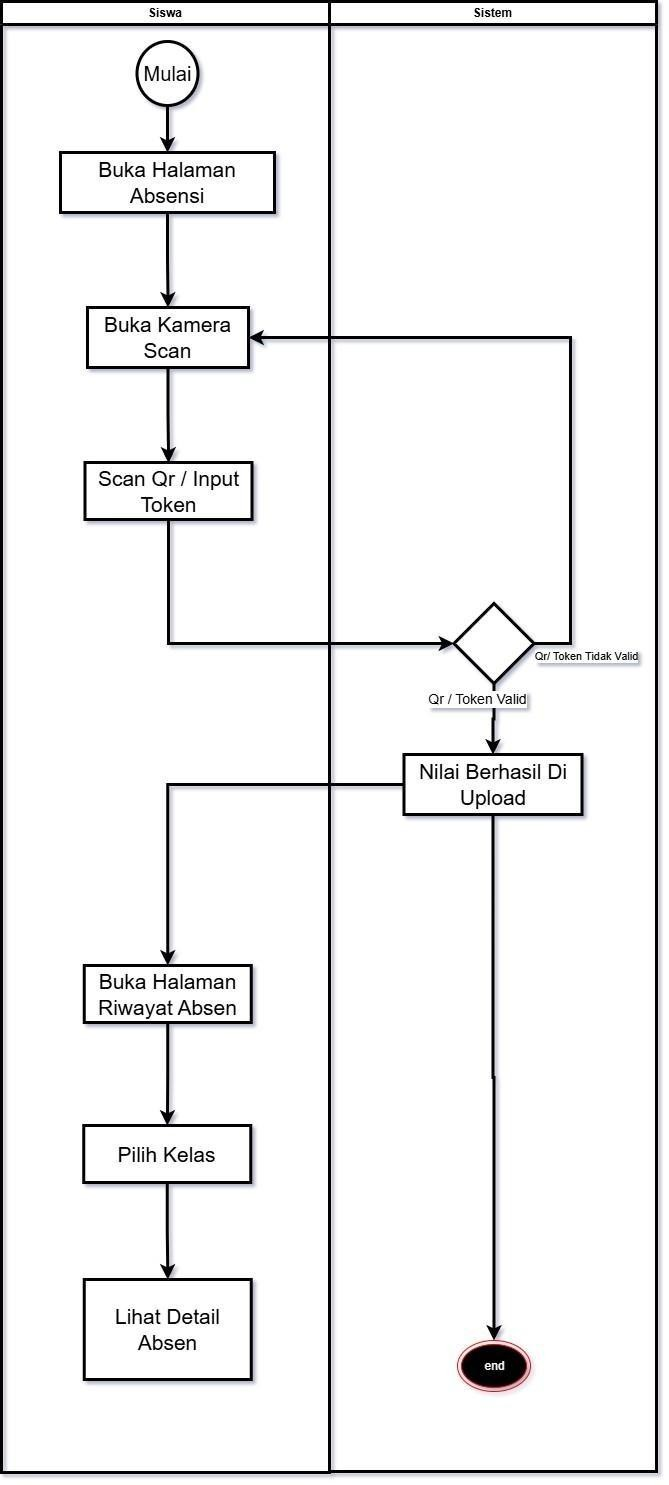 Siswa
Sistem
Mulai
Buka Halaman
Absensi
Buka Kamera
Scan
Scan Qr / Input
Token
Qr/ Token Tidak Valid
Qr / Token Valid
Nilai Berhasil Di
Upload
Buka Halaman
Riwayat Absen
Pilih Kelas
Lihat Detail
Absen
end